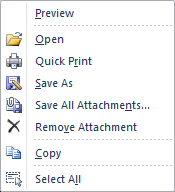 Preview
Open
Quick Print
Save As
Save All Attachments...
Remove Attachment
Copy
Select All